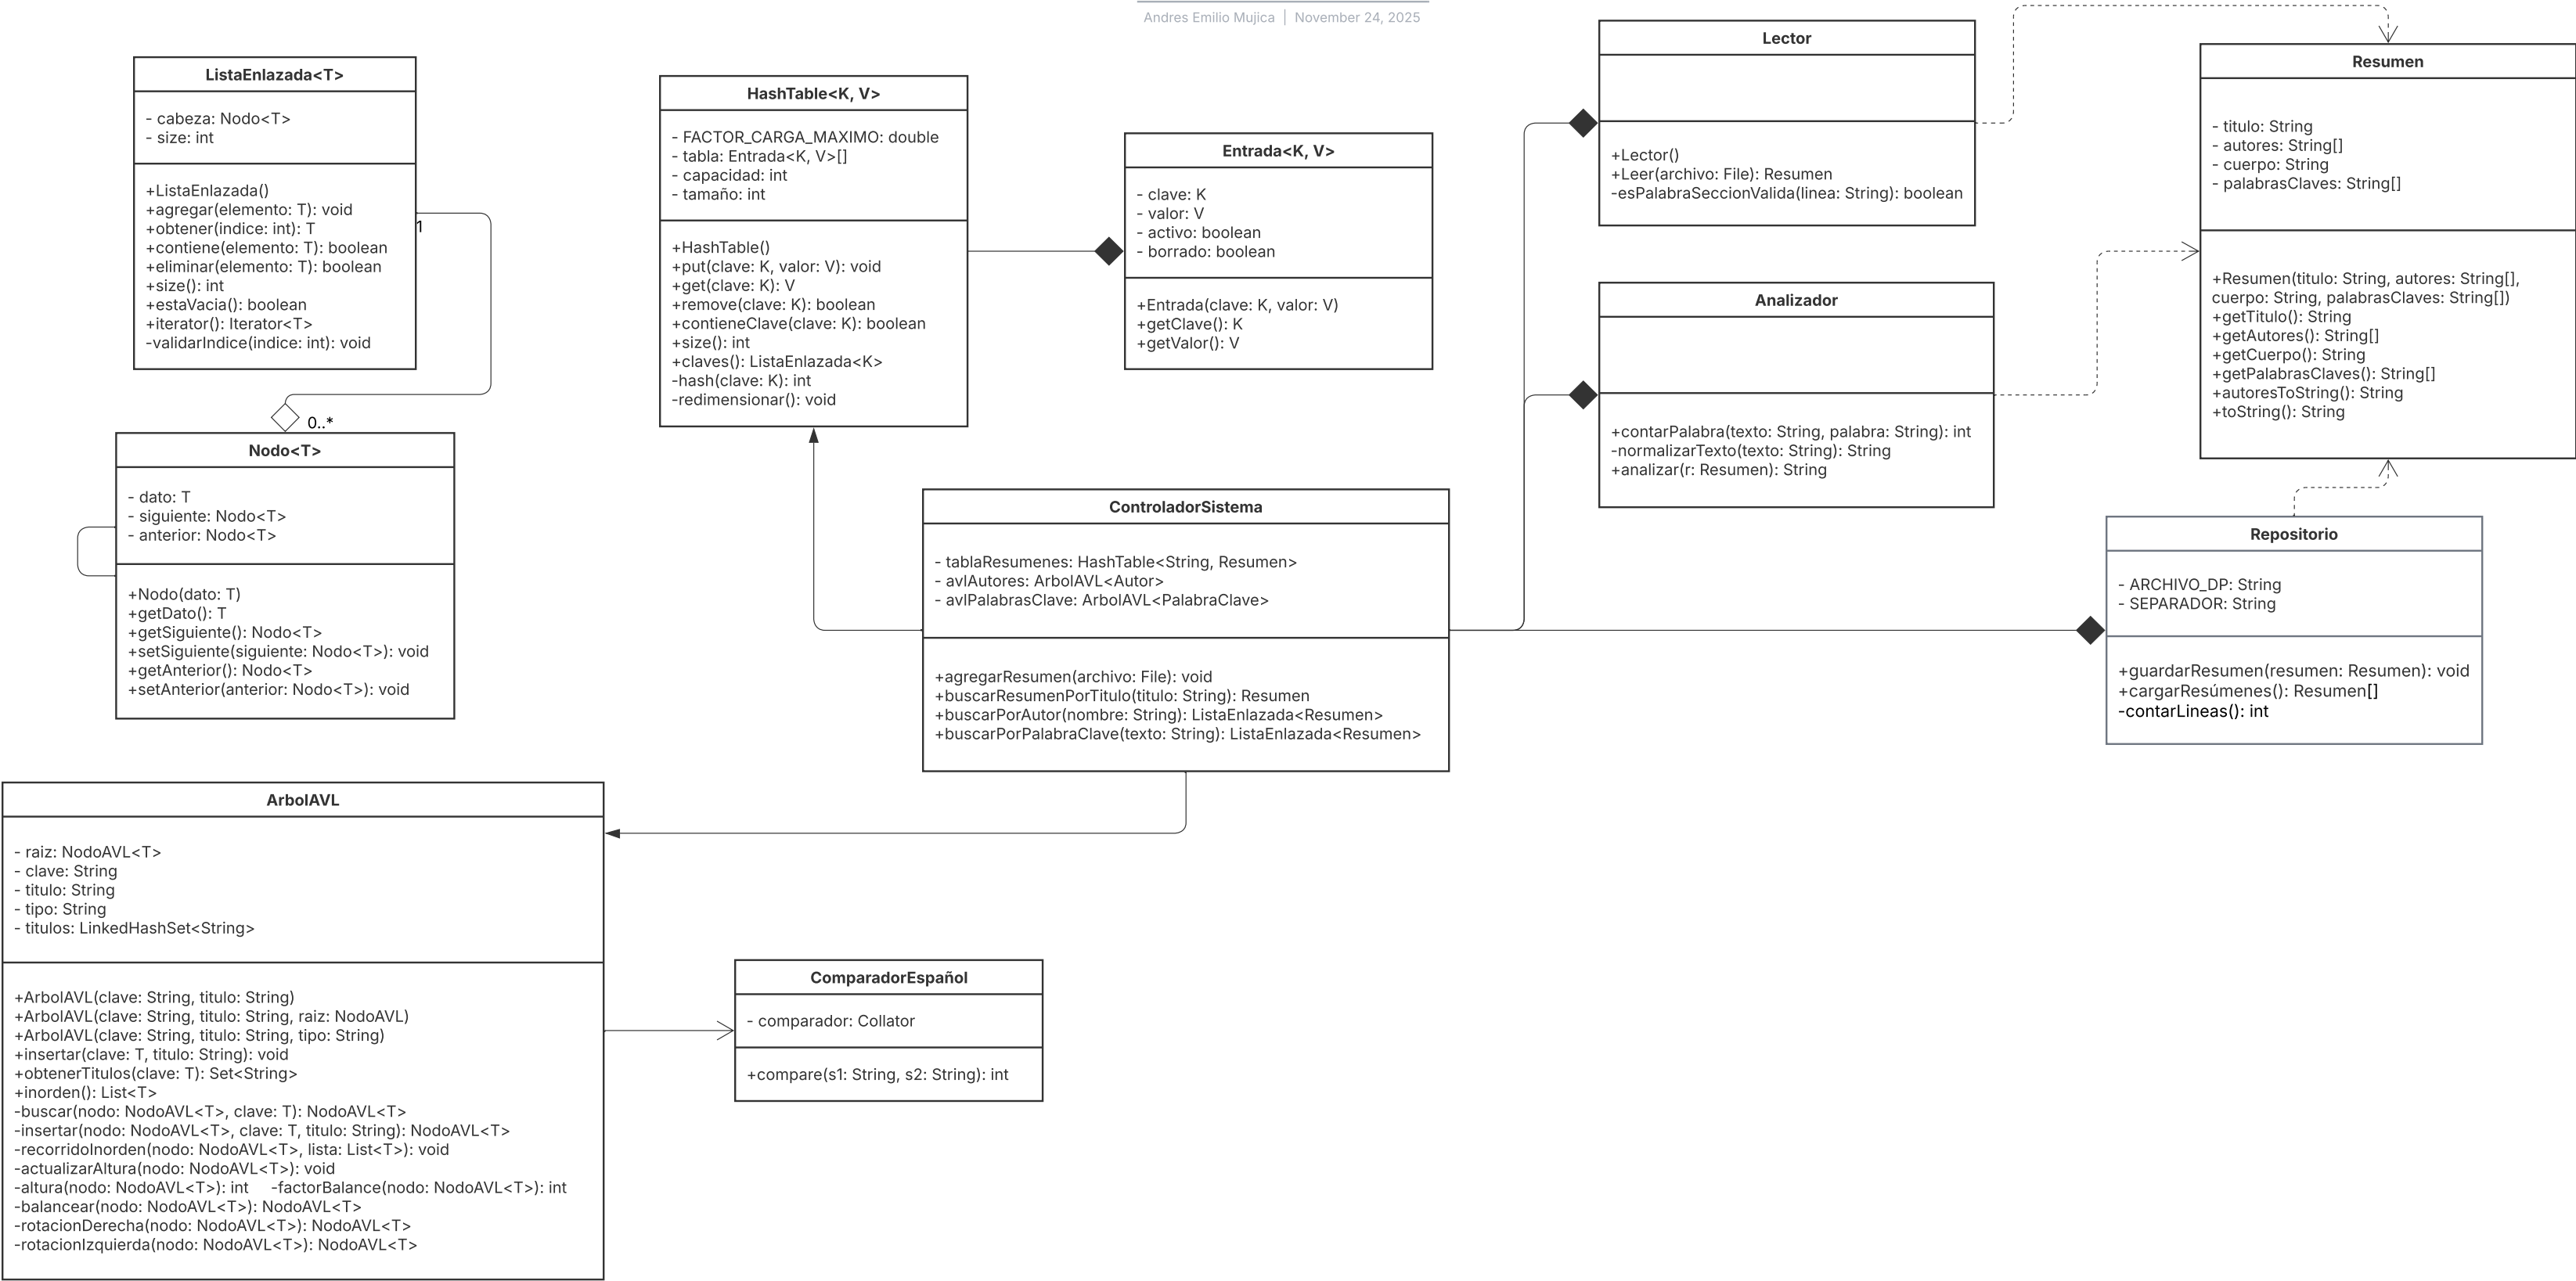 Andres Emilio Mujica | November 24, 2025
ListaEnlazada<T>
- cabeza: Nodo<T>
- size: int
+ListaEnlazada()
+agregar(elemento: T): void
+obtener(indice: int): T
+contiene(elemento: T): boolean
+eliminar(elemento: T): boolean
+size(): int
+estaVacia(): boolean
+iterator(): Iterator<T>
-validarIndice(indice: int): void
1
0..*
Nodo<T>
- dato: T
- siguiente: Nodo<T>
- anterior: Nodo<T>
+Nodo(dato: T)
+getDato(): T
+getSiguiente(): Nodo<T>
+setSiguiente(siguiente: Nodo<T>): void
+getAnterior(): Nodo<T>
+setAnterior(anterior: Nodo<T>): void
HashTable<K, V>
- FACTOR_CARGA_MAXIMO: double
- tabla: Entrada<K, V>[]
- capacidad: int
- tamaño: int
+HashTable()
+put(clave: K, valor: V): void
+get(clave: K): V
+remove(clave: K): boolean
+contieneClave(clave: K): boolean
+size(): int
+claves(): ListaEnlazada<K>
-hash(clave: K): int
-redimensionar(): void
Entrada<K, V>
- clave: K
- valor: V
- activo: boolean
- borrado: boolean
+Entrada(clave: K, valor: V)
+getClave(): K
+getValor(): V
Lector
+Lector()
+Leer(archivo: File): Resumen
-esPalabraSeccionValida(linea: String): boolean
Analizador
+contarPalabra(texto: String, palabra: String): int
-normalizarTexto(texto: String): String
+analizar(r: Resumen): String
Resumen
- titulo: String
- autores: String[]
- cuerpo: String
- palabrasClaves: String[]
+Resumen(titulo: String, autores: String[],
cuerpo: String, palabrasClaves: String[])
+getTitulo(): String
+getAutores(): String[]
+getCuerpo(): String
+getPalabrasClaves(): String[]
+autoresToString(): String
+toString(): String
ControladorSistema
- tablaResumenes: HashTable<String, Resumen>
- avlAutores: ArbolAVL<Autor>
- avlPalabrasClave: ArbolAVL<PalabraClave>
+agregarResumen(archivo: File): void
+buscarResumenPorTitulo(titulo: String): Resumen
+buscarPorAutor(nombre: String): ListaEnlazada<Resumen>
+buscarPorPalabraClave(texto: String): ListaEnlazada<Resumen>
Repositorio
- ARCHIVO_DP: String
- SEPARADOR: String
+guardarResumen(resumen: Resumen): void
+cargarResúmenes(): Resumen[]
-contarLineas(): int
ArbolAVL
- raiz: NodoAVL<T>
- clave: String
- titulo: String
- tipo: String
- titulos: LinkedHashSet<String>
+ArbolAVL(clave: String, titulo: String)
+ArbolAVL(clave: String, titulo: String, raiz: NodoAVL)
+ArbolAVL(clave: String, titulo: String, tipo: String)
+insertar(clave: T, titulo: String): void
+obtenerTitulos(clave: T): Set<String>
+inorden(): List<T>
-buscar(nodo: NodoAVL<T>, clave: T): NodoAVL<T>
-insertar(nodo: NodoAVL<T>, clave: T, titulo: String): NodoAVL<T>
-recorridoInorden(nodo: NodoAVL<T>, lista: List<T>): void
-actualizarAltura(nodo: NodoAVL<T>): void
-altura(nodo: NodoAVL<T>): int -factorBalance(nodo: NodoAVL<T>): int
-balancear(nodo: NodoAVL<T>): NodoAVL<T>
-rotacionDerecha(nodo: NodoAVL<T>): NodoAVL<T>
-rotacionIzquierda(nodo: NodoAVL<T>): NodoAVL<T>
ComparadorEspañol
- comparador: Collator
+compare(s1: String, s2: String): int